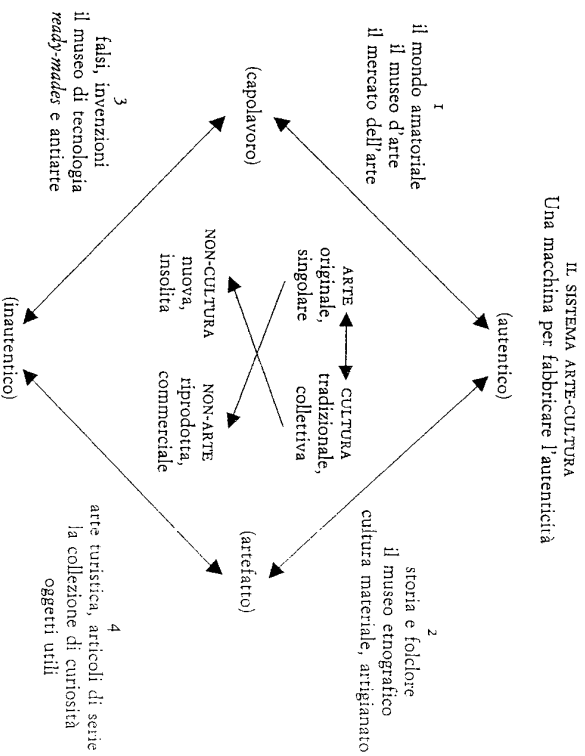 IL SISTEMA ARTE-CULTURA
Una macchina per fabbricare l'autenticità
(autentico)
1
il mondo amatoriale
il museo d'arte
il mercato dell'arte
2
storia e folclore
il museo etnografico
cultura materiale, artigianato
ARTE
originale,
singolare
CULTURA
tradizionale,
collettiva
(capolavoro)
(artefatto)
NON-CULTURA
nuova,
insolita
NON-ARTE
riprodotta,
commerciale
3
falsi, invenzioni
il museo di tecnologia
ready-mades e antiarte
4
arte turistica, articoli di serie
la collezione di curiosità
oggetti utili
(inautentico)